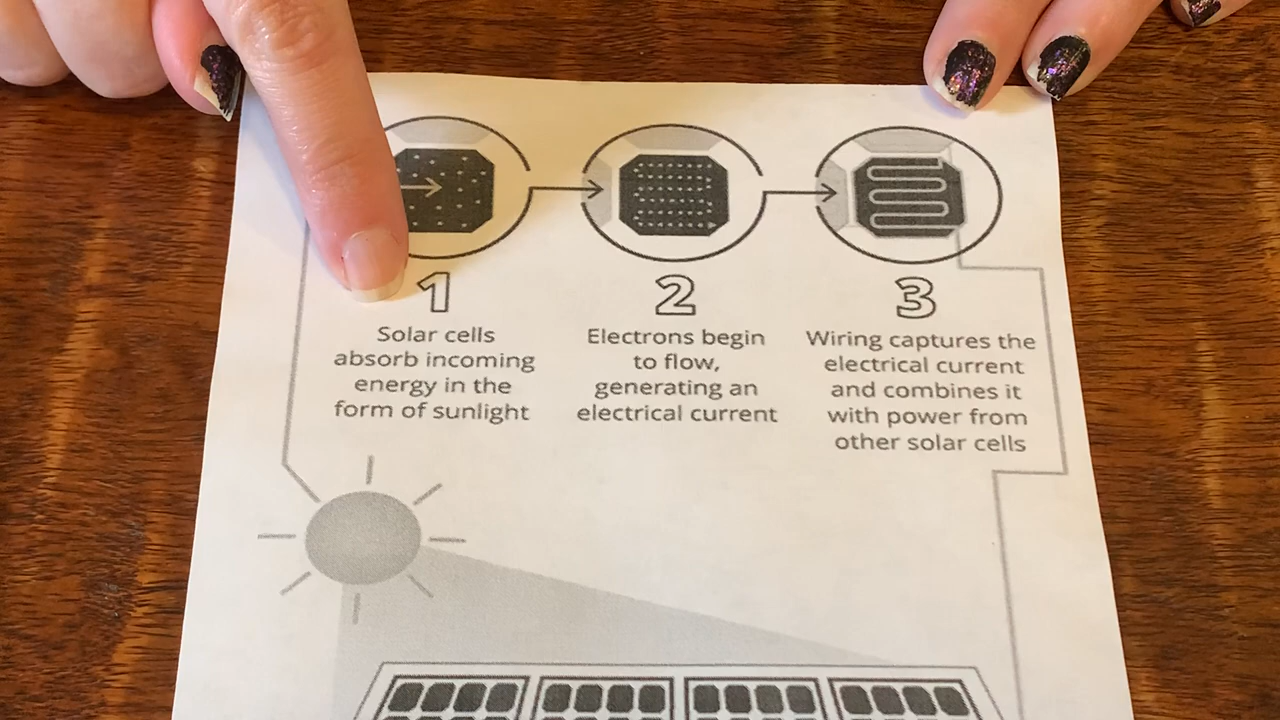 1
Solar cells
absorb incoming
energy in the
form of sunlight
2
Electrons begin
to flow,
generating an
electrical current
3
Wiring captures the
electrical current
and combines it
with power from
other solar cells